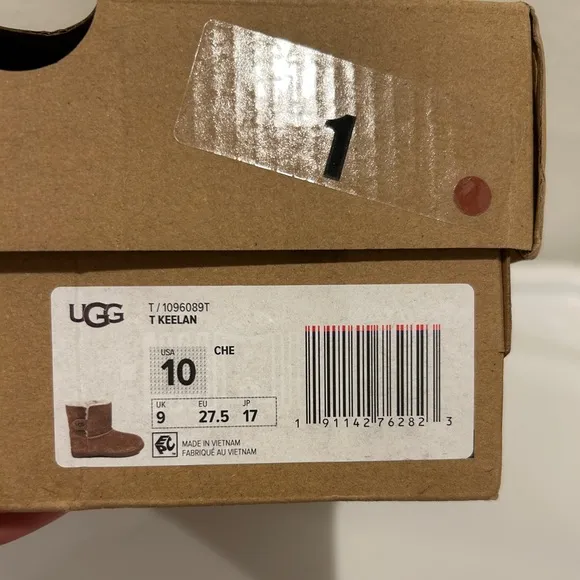 1
UGG
T / 1096089T
T KEELAN
USA
10
CHE
UK EU JP
9 27.5 17
MADE IN VIETNAM
FABRIQUÉ AU VIETNAM
1 91142 76282 3